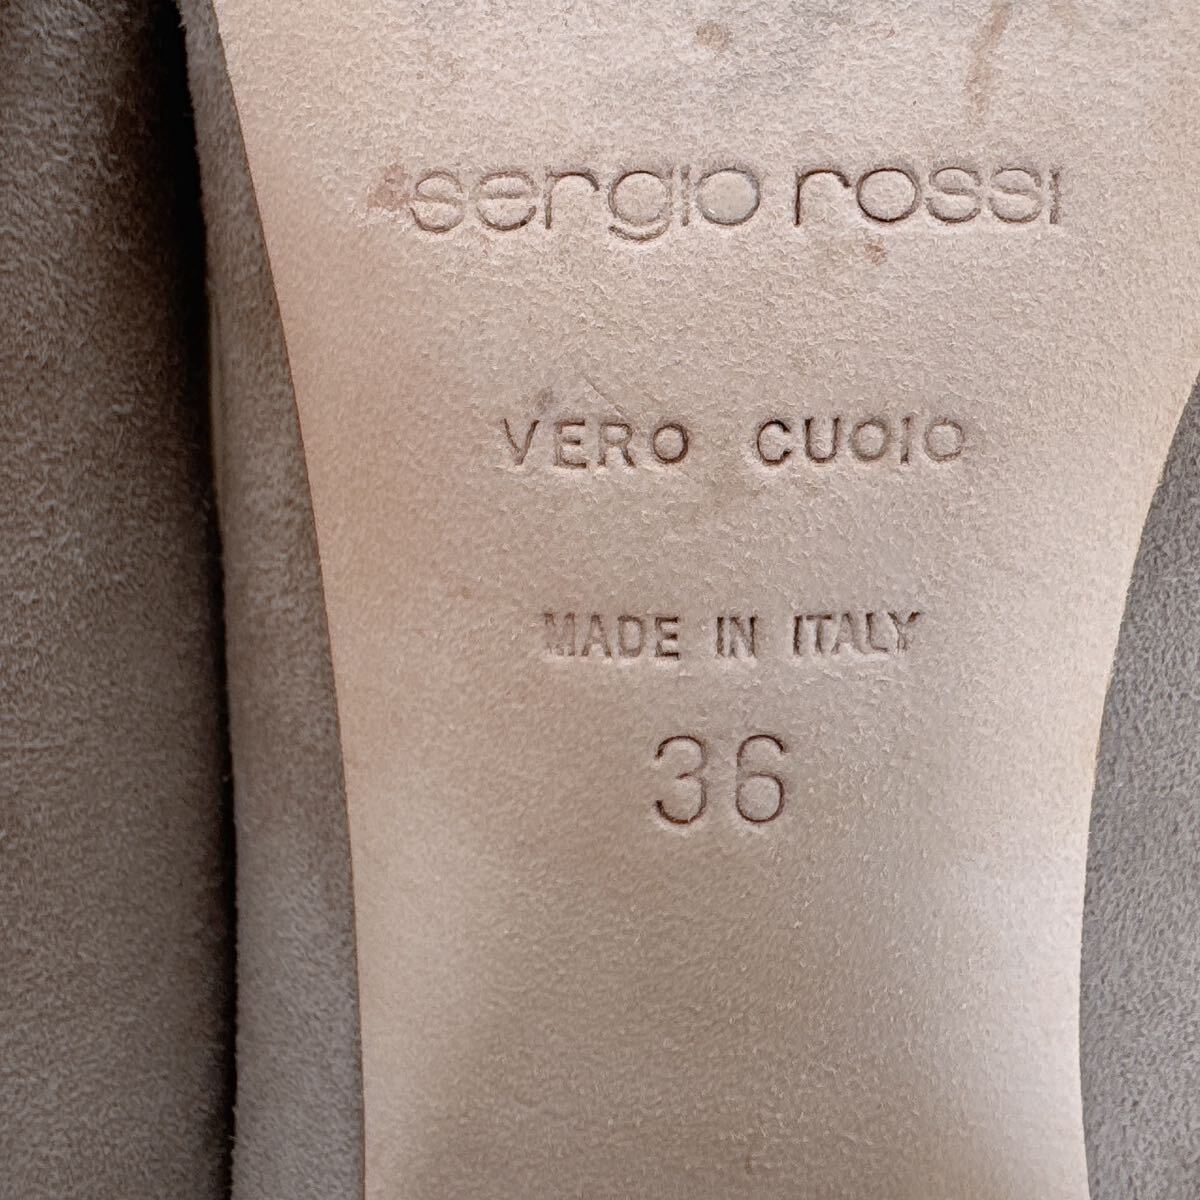 sergio rossi
VERO CUOIO
MADE IN ITALY
36